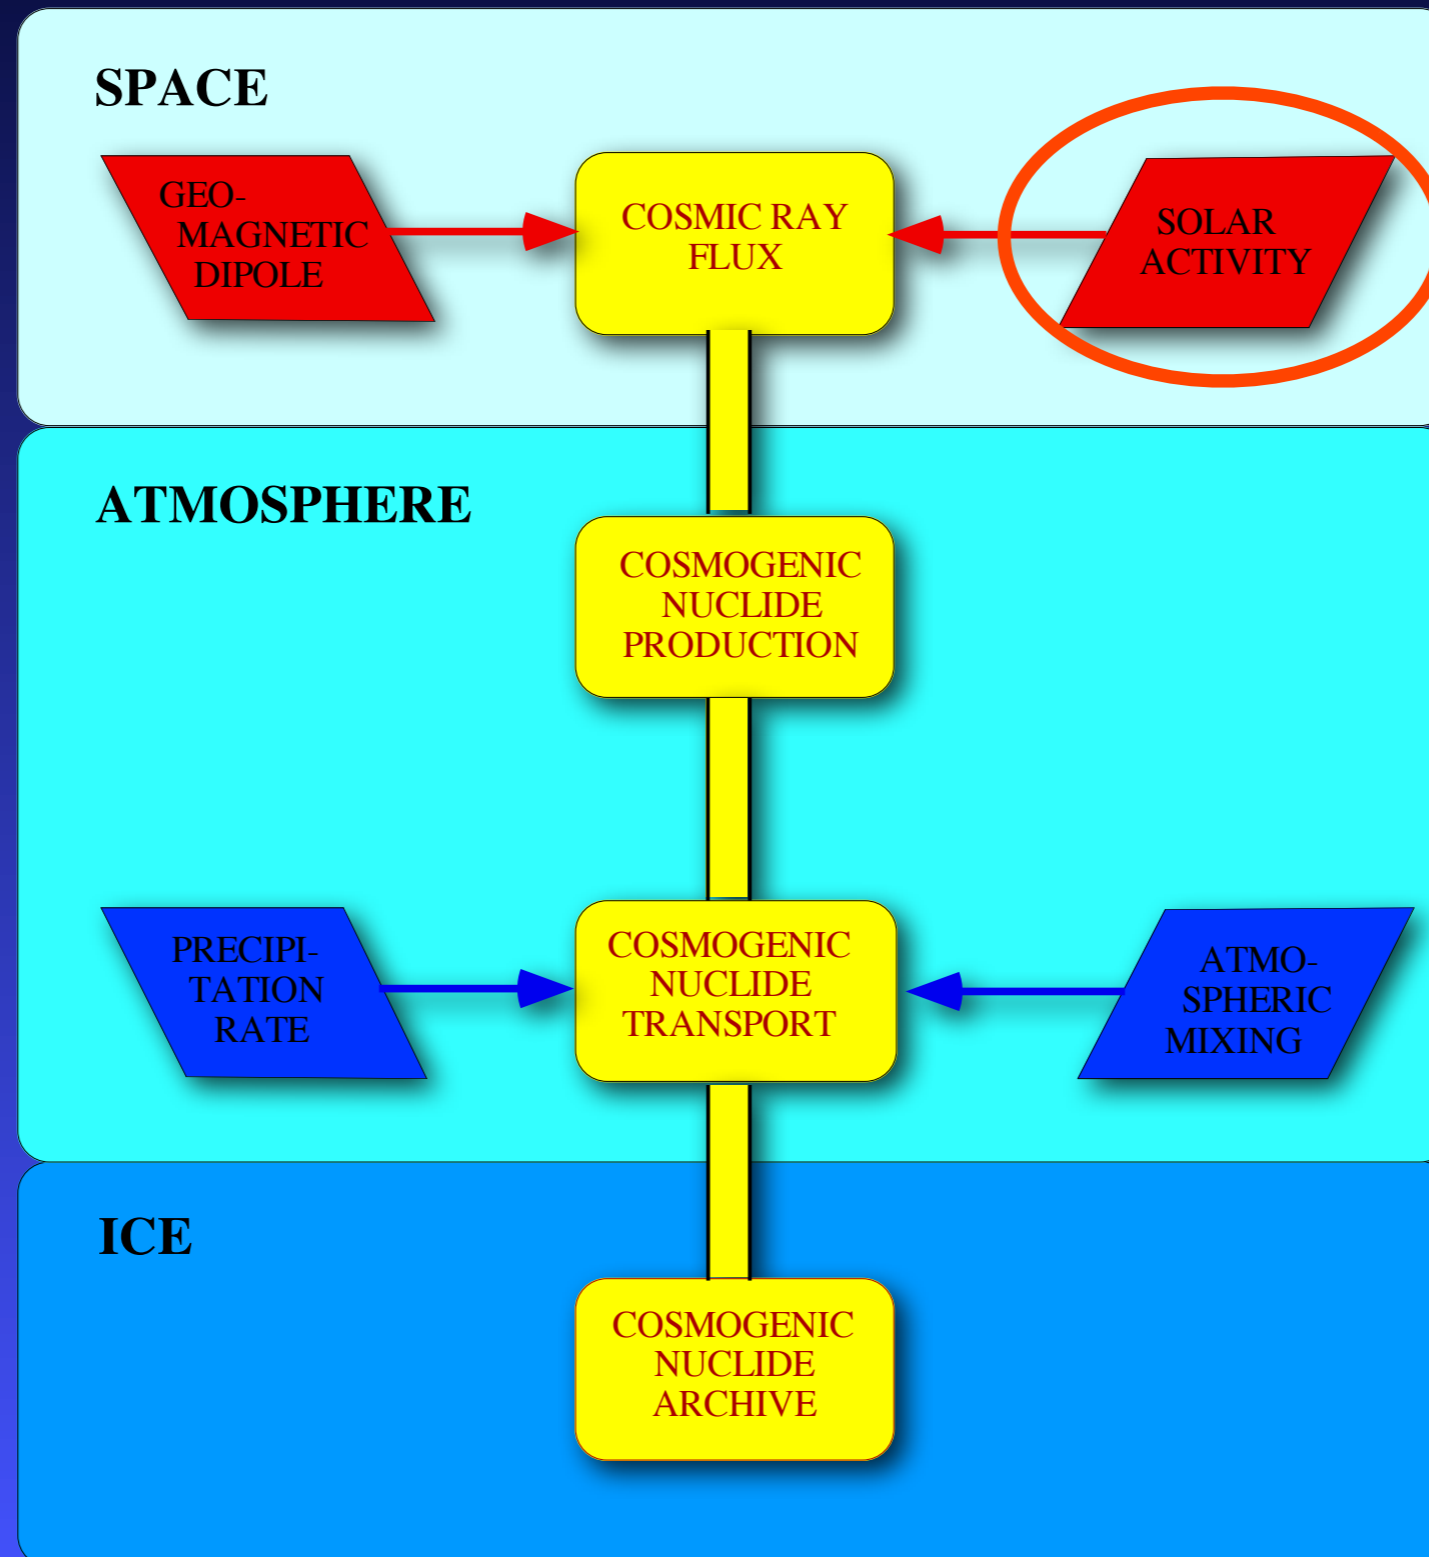 SPACE
GEO-
MAGNETIC
DIPOLE
COSMIC RAY
FLUX
SOLAR
ACTIVITY
ATMOSPHERE
COSMOGENIC
NUCLIDE
PRODUCTION
PRECIPI-
TATION
RATE
COSMOGENIC
NUCLIDE
TRANSPORT
ATMO-
SPHERIC
MIXING
ICE
COSMOGENIC
NUCLIDE
ARCHIVE